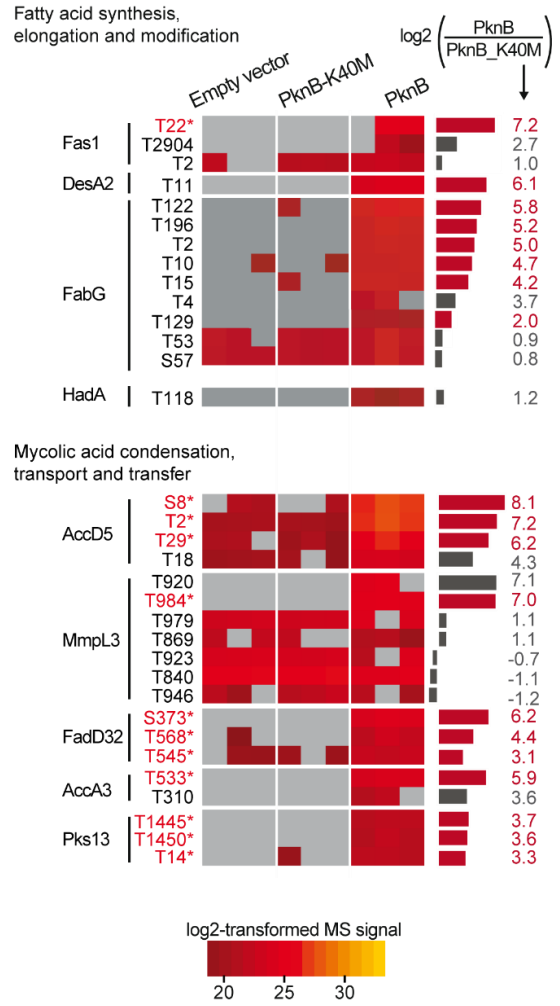 Fatty acid synthesis,
elongation and modification
log2 ( PknB / PknB_K40M )
Empty vector PknB-K40M PknB
Fas1
T22* 7.2
T2904 2.7
T2 1.0
DesA2
T11 6.1
FabG
T122 5.8
T196 5.2
T2 5.0
T10 4.7
T15 4.2
T4 3.7
T129 2.0
T53 0.9
S57 0.8
HadA
T118 1.2
Mycolic acid condensation,
transport and transfer
AccD5
S8* 8.1
T2* 7.2
T29* 6.2
T18 4.3
MmpL3
T920 7.1
T984* 7.0
T979 1.1
T869 1.1
T923 -0.7
T840 -1.1
T946 -1.2
FadD32
S373* 6.2
T568* 4.4
T545* 3.1
AccA3
T533* 5.9
T310 3.6
Pks13
T1445* 3.7
T1450* 3.6
T14* 3.3
log2-transformed MS signal
20 25 30